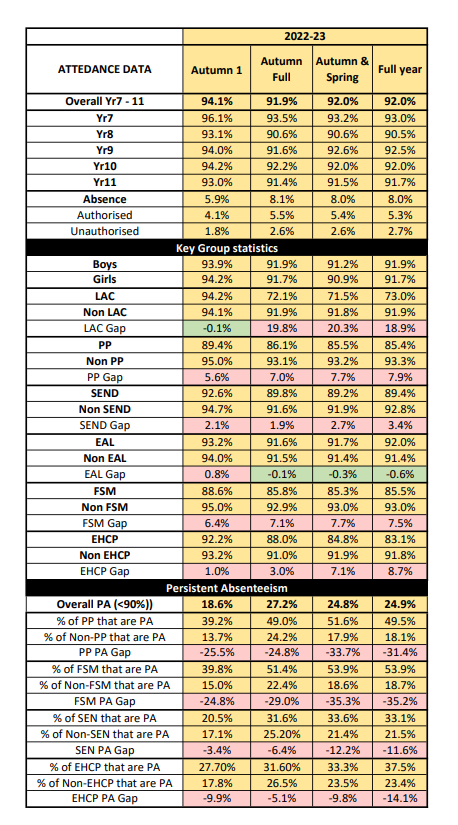 2022-23
ATTEDANCE DATA Autumn 1 Autumn Full Autumn & Spring Full year
Overall Yr7 - 11 94.1% 91.9% 92.0% 92.0%
Yr7 96.1% 93.5% 93.2% 93.0%
Yr8 93.1% 90.6% 90.6% 90.5%
Yr9 94.0% 91.6% 92.6% 92.5%
Yr10 94.2% 92.2% 92.0% 92.0%
Yr11 93.0% 91.4% 91.5% 91.7%
Absence 5.9% 8.1% 8.0% 8.0%
Authorised 4.1% 5.5% 5.4% 5.3%
Unauthorised 1.8% 2.6% 2.6% 2.7%
Key Group statistics
Boys 93.9% 91.9% 91.2% 91.9%
Girls 94.2% 91.7% 90.9% 91.7%
LAC 94.2% 72.1% 71.5% 73.0%
Non LAC 94.1% 91.9% 91.8% 91.9%
LAC Gap -0.1% 19.8% 20.3% 18.9%
PP 89.4% 86.1% 85.5% 85.4%
Non PP 95.0% 93.1% 93.2% 93.3%
PP Gap 5.6% 7.0% 7.7% 7.9%
SEND 92.6% 89.8% 89.2% 89.4%
Non SEND 94.7% 91.6% 91.9% 92.8%
SEND Gap 2.1% 1.9% 2.7% 3.4%
EAL 93.2% 91.6% 91.7% 92.0%
Non EAL 94.0% 91.5% 91.4% 91.4%
EAL Gap 0.8% -0.1% -0.3% -0.6%
FSM 88.6% 85.8% 85.3% 85.5%
Non FSM 95.0% 92.9% 93.0% 93.0%
FSM Gap 6.4% 7.1% 7.7% 7.5%
EHCP 92.2% 88.0% 84.8% 83.1%
Non EHCP 93.2% 91.0% 91.9% 91.8%
EHCP Gap 1.0% 3.0% 7.1% 8.7%
Persistent Absenteeism
Overall PA (<90%)) 18.6% 27.2% 24.8% 24.9%
% of PP that are PA 39.2% 49.0% 51.6% 49.5%
% of Non-PP that are PA 13.7% 24.2% 17.9% 18.1%
PP PA Gap -25.5% -24.8% -33.7% -31.4%
% of FSM that are PA 39.8% 51.4% 53.9% 53.9%
% of Non-FSM that are PA 15.0% 22.4% 18.6% 18.7%
FSM PA Gap -24.8% -29.0% -35.3% -35.2%
% of SEN that are PA 20.5% 31.6% 33.6% 33.1%
% of Non-SEN that are PA 17.1% 25.20% 21.4% 21.5%
SEN PA Gap -3.4% -6.4% -12.2% -11.6%
% of EHCP that are PA 27.70% 31.60% 33.3% 37.5%
% of Non-EHCP that are PA 17.8% 26.5% 23.5% 23.4%
EHCP PA Gap -9.9% -5.1% -9.8% -14.1%